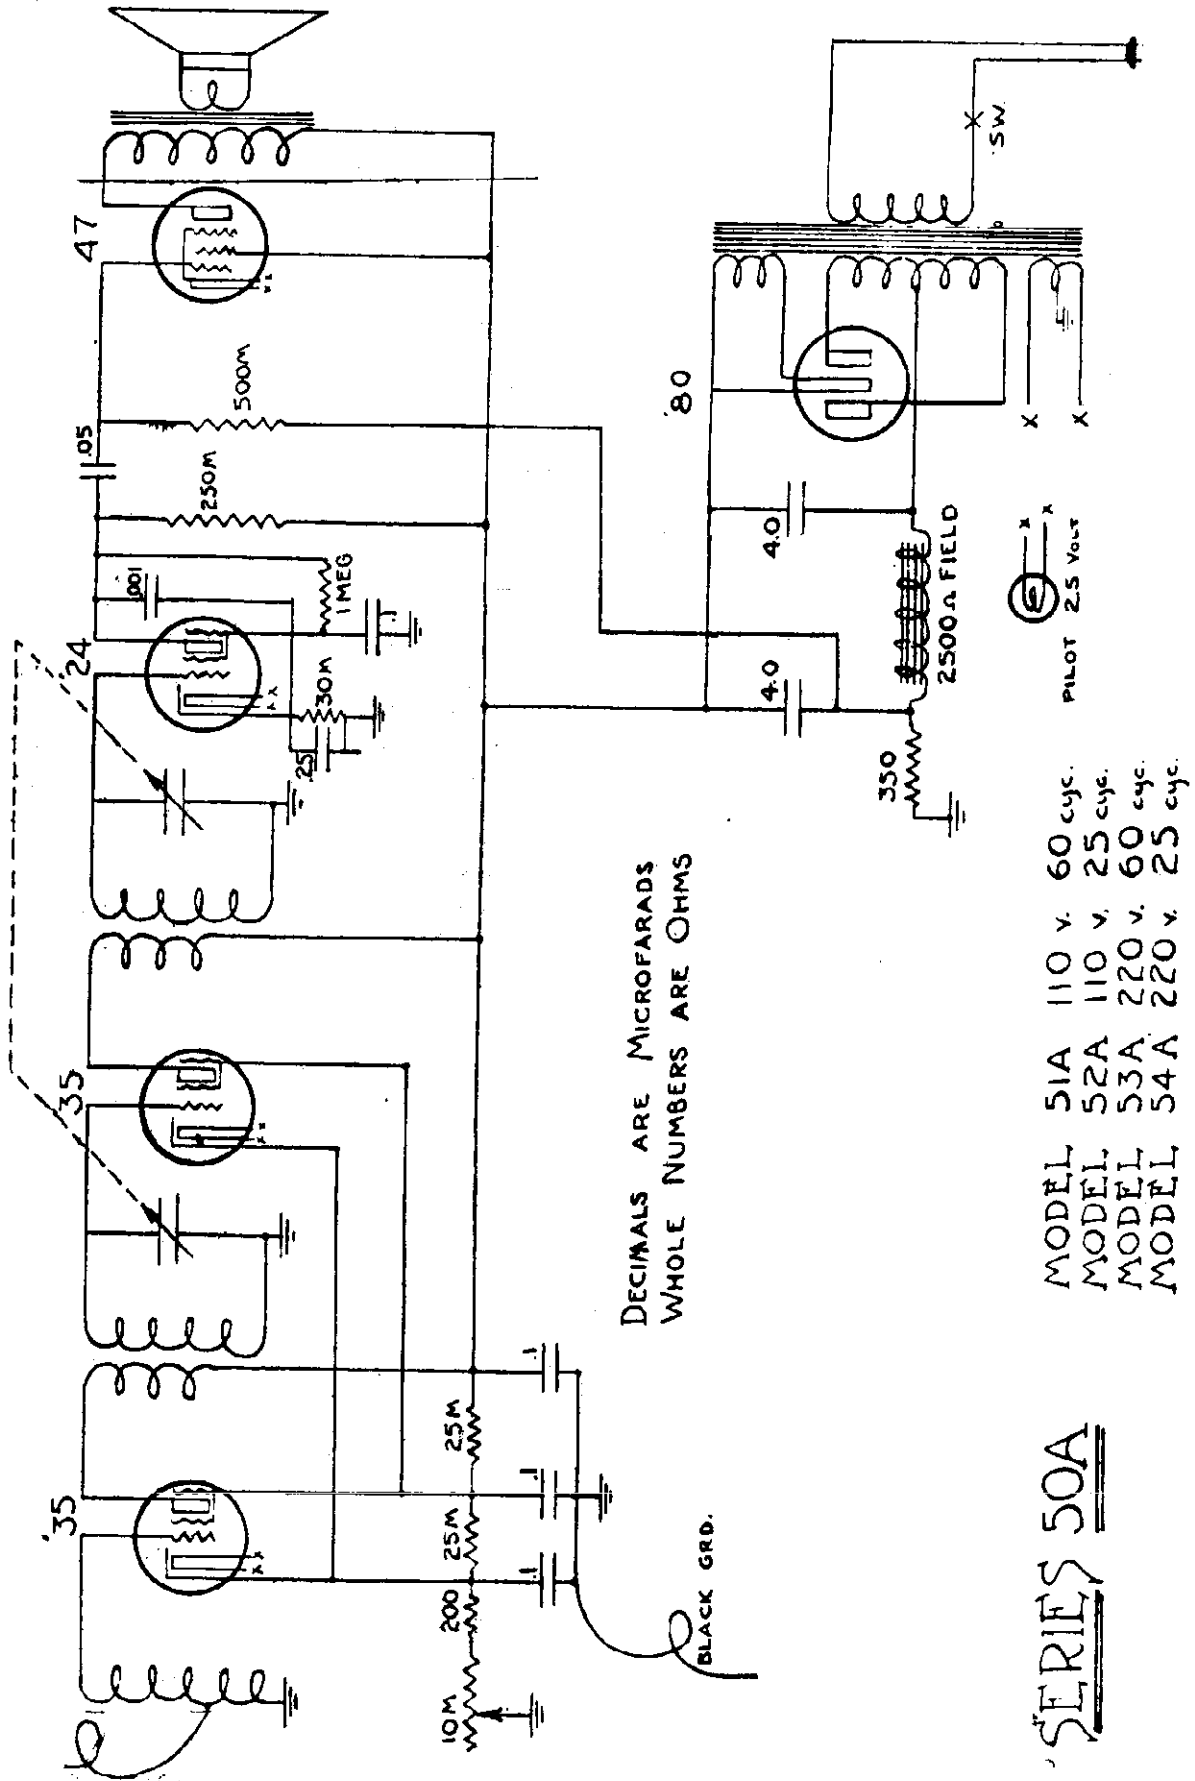 '35
35
'24
47
'80
10M
200
25M
25M
.1
.1
.1
BLACK GRD.
.25
30M
.001
1 MEG
.1
250M
.05
500M
4.0
4.0
350
2500Ω FIELD
SW.
X
X
X
PILOT 2.5 VOLT
x
x
DECIMALS ARE MICROFARADS
WHOLE NUMBERS ARE OHMS
SERIES 50A
MODEL 51A 110 v. 60 cyc.
MODEL 52A 110 v. 25 cyc.
MODEL 53A 220 v. 60 cyc.
MODEL 54A 220 v. 25 cyc.